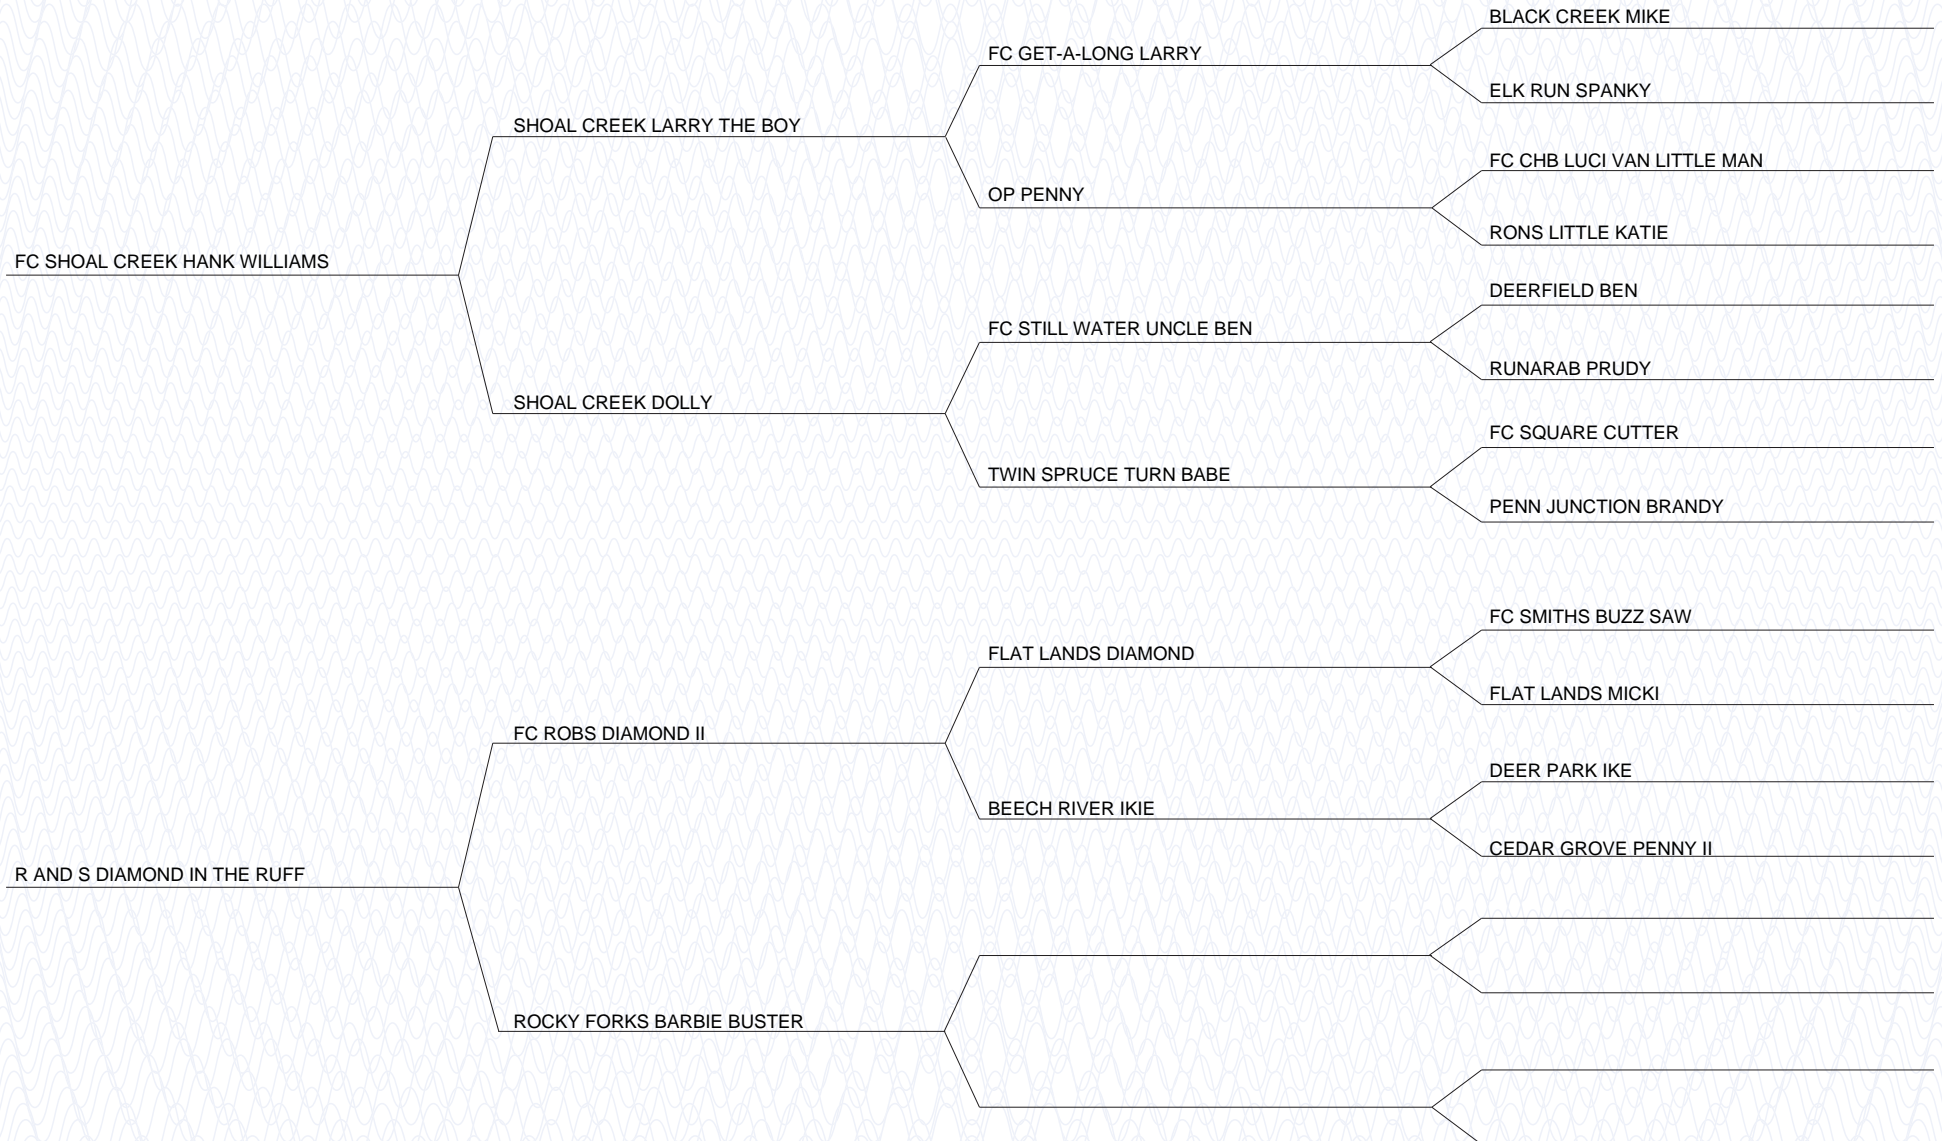 BLACK CREEK MIKE
FC GET-A-LONG LARRY
ELK RUN SPANKY
SHOAL CREEK LARRY THE BOY
FC CHB LUCI VAN LITTLE MAN
OP PENNY
RONS LITTLE KATIE
FC SHOAL CREEK HANK WILLIAMS
DEERFIELD BEN
FC STILL WATER UNCLE BEN
RUNARAB PRUDY
SHOAL CREEK DOLLY
FC SQUARE CUTTER
TWIN SPRUCE TURN BABE
PENN JUNCTION BRANDY
FC SMITHS BUZZ SAW
FLAT LANDS DIAMOND
FLAT LANDS MICKI
FC ROBS DIAMOND II
DEER PARK IKE
BEECH RIVER IKIE
CEDAR GROVE PENNY II
R AND S DIAMOND IN THE RUFF
ROCKY FORKS BARBIE BUSTER